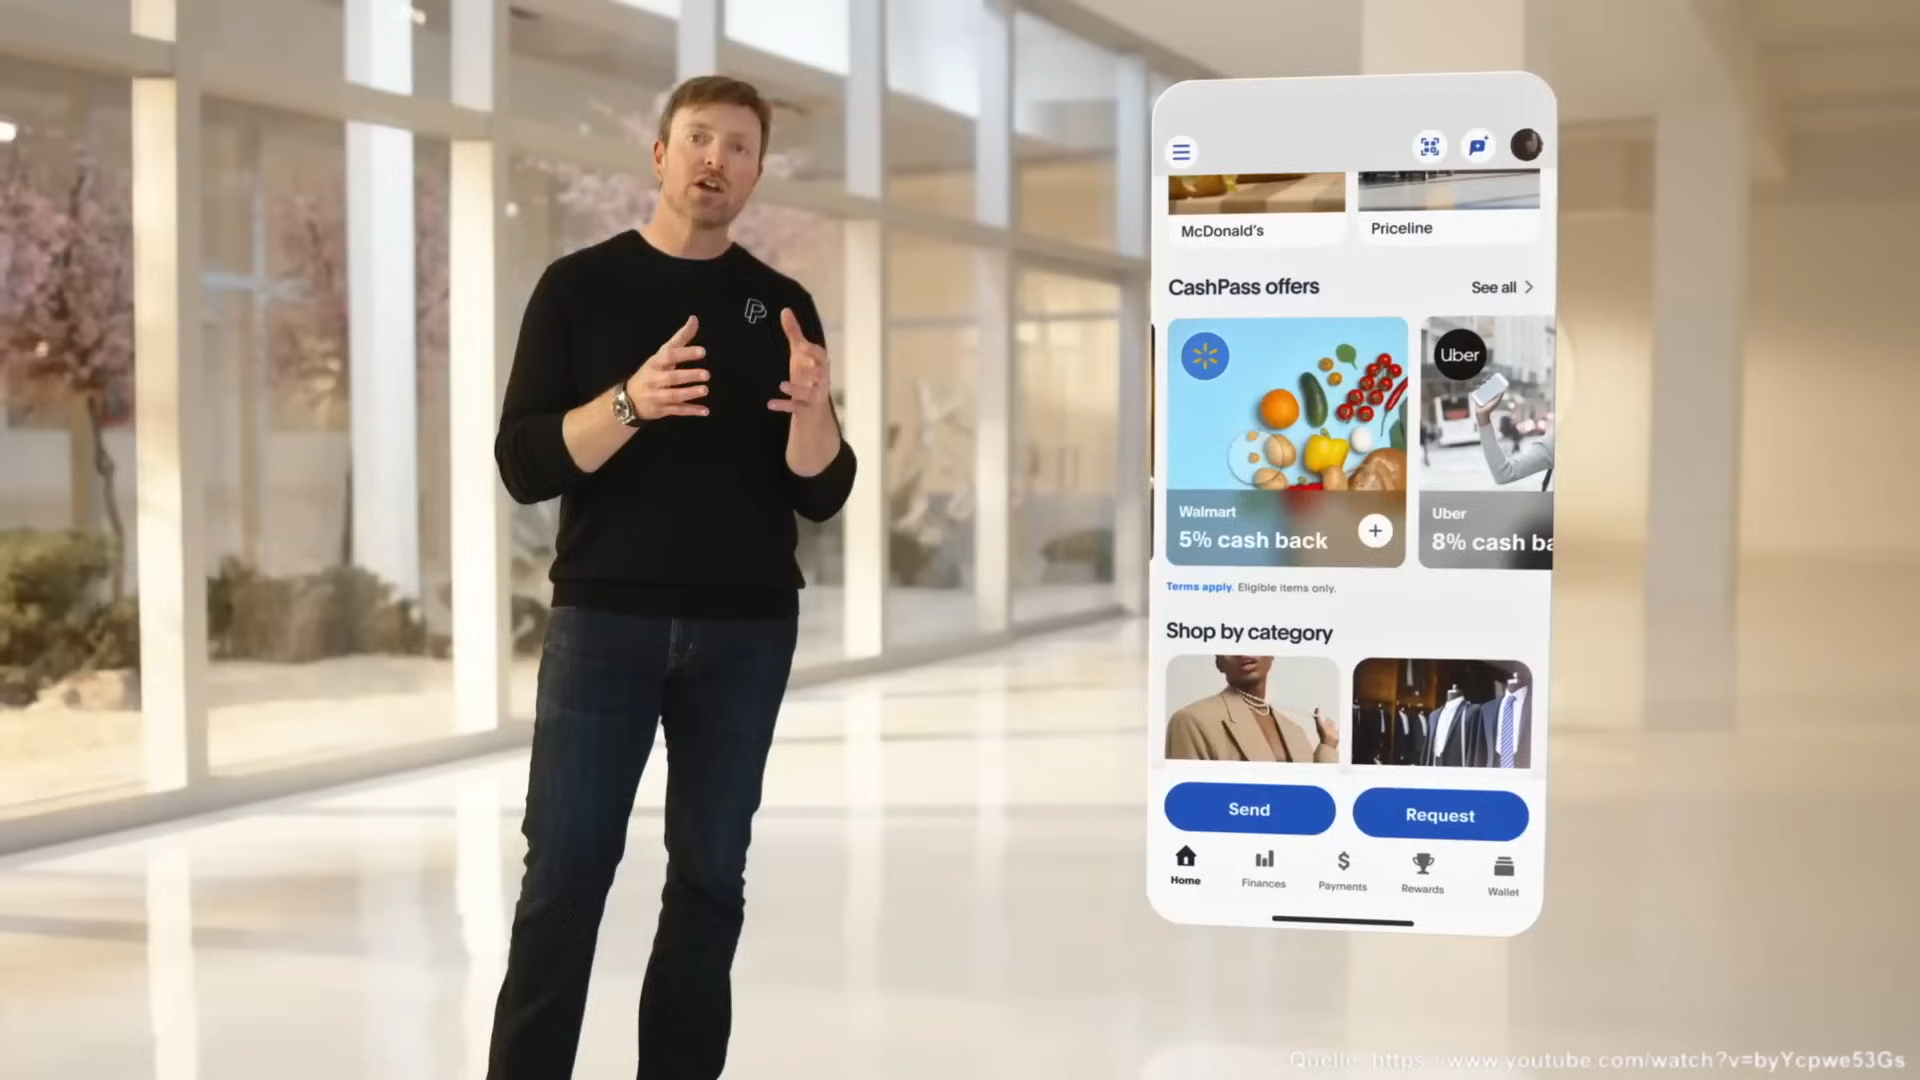 McDonald's
Priceline
CashPass offers
See all
Uber
Walmart
5% cash back
Uber
8% cash ba
Terms apply. Eligible items only.
Shop by category
Send
Request
Home
Finances
Payments
Rewards
Wallet
Quelle: https://www.youtube.com/watch?v=byYcpwe53Gs